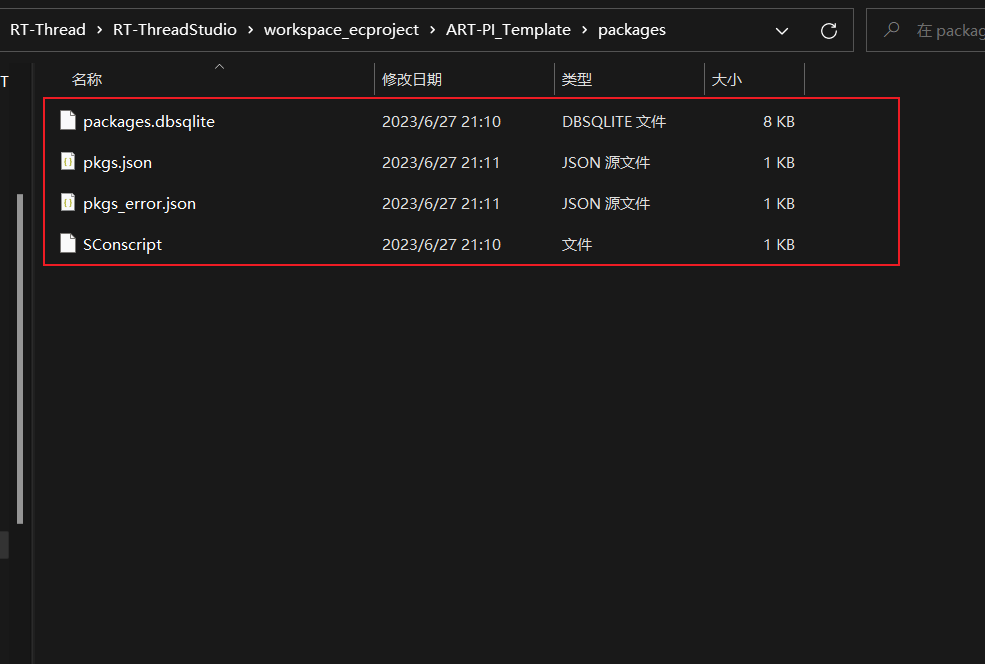 RT-Thread › RT-ThreadStudio › workspace_ecproject › ART-PI_Template › packages
在 packag
T
名称 修改日期 类型 大小
packages.dbsqlite 2023/6/27 21:10 DBSQLITE 文件 8 KB
pkgs.json 2023/6/27 21:11 JSON 源文件 1 KB
pkgs_error.json 2023/6/27 21:11 JSON 源文件 1 KB
SConscript 2023/6/27 21:10 文件 1 KB